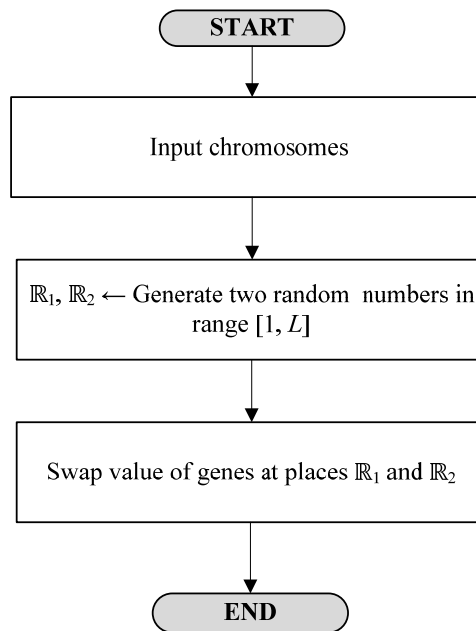 START
Input chromosomes
ℝ₁, ℝ₂ ← Generate two random numbers in
range [1, L]
Swap value of genes at places ℝ₁ and ℝ₂
END